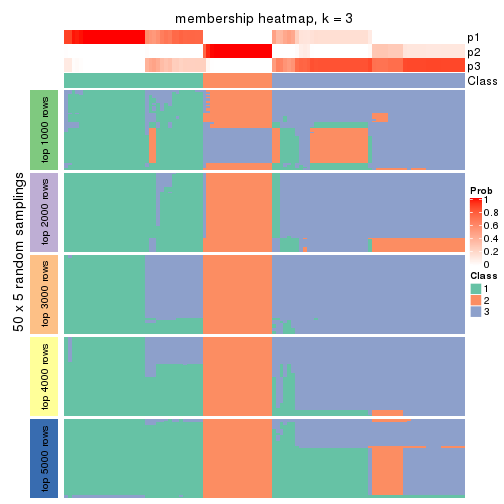 membership heatmap, k = 3
p1
p2
p3
Class
50 x 5 random samplings
top 1000 rows
top 2000 rows
top 3000 rows
top 4000 rows
top 5000 rows
Prob
1
0.8
0.6
0.4
0.2
0
Class
1
2
3